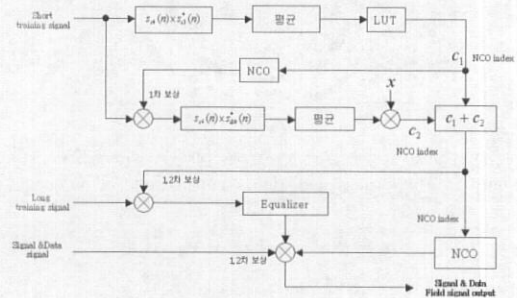 Short
training signal
평균
LUT
c₁
NCO index
NCO
x
1차 보상
평균
c₂
c₁ + c₂
NCO index
1,2차 보상
Long
training signal
Equalizer
NCO index
Signal &Data
signal
1,2차 보상
NCO
Signal & Data
Field signal output